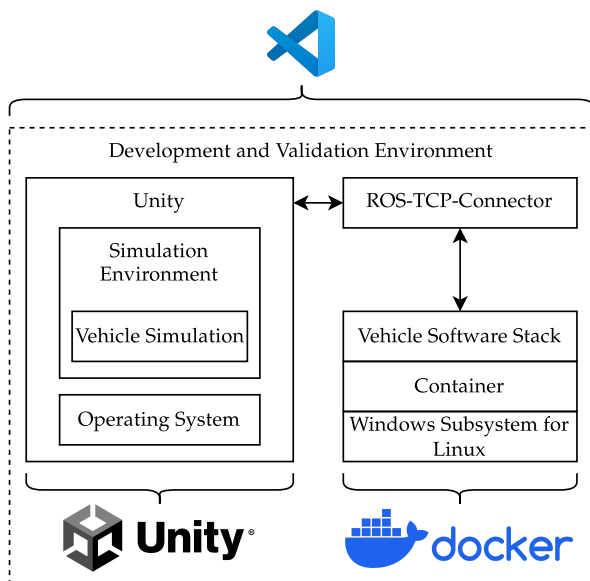 Development and Validation Environment
Unity
ROS-TCP-Connector
Simulation
Environment
Vehicle Simulation
Vehicle Software Stack
Container
Operating System
Windows Subsystem for
Linux
Unity®
docker